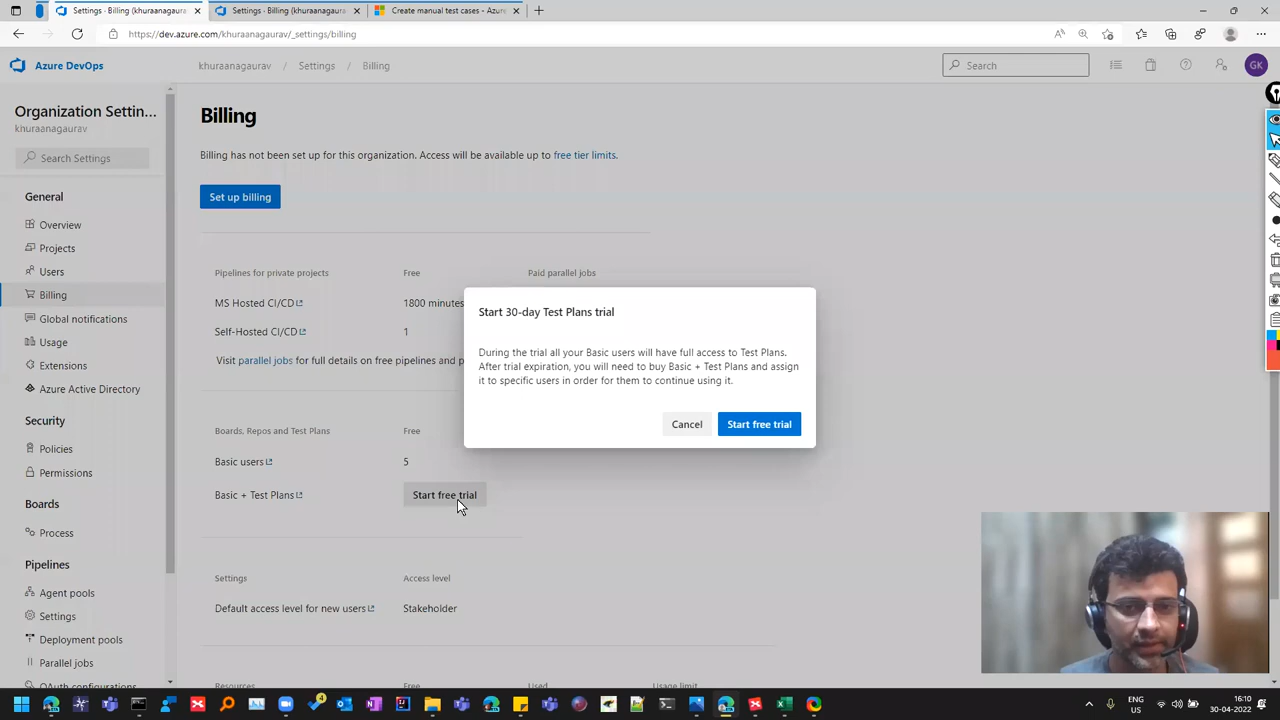 Settings - Billing (khuraanagaura
Settings - Billing (khuraanagaura
Create manual test cases - Azure
https://dev.azure.com/khuraanagaurav/_settings/billing
Azure DevOps
khuraanagaurav / Settings / Billing
Search
GK
Organization Settin...
khuraanagaurav
Search Settings
General
Overview
Projects
Users
Billing
Global notifications
Usage
Extensions
Azure Active Directory
Security
Policies
Permissions
Boards
Process
Pipelines
Agent pools
Settings
Deployment pools
Parallel jobs
OAuth configurations
Billing
Billing has not been set up for this organization. Access will be available up to free tier limits.
Set up billing
Pipelines for private projects Free Paid parallel jobs
MS Hosted CI/CD 1800 minutes
Self-Hosted CI/CD 1
Visit parallel jobs for full details on free pipelines and p
Boards, Repos and Test Plans Free
Basic users 5
Basic + Test Plans Start free trial
Settings Access level
Default access level for new users Stakeholder
Resources Free Used Usage limit
Start 30-day Test Plans trial
During the trial all your Basic users will have full access to Test Plans.
After trial expiration, you will need to buy Basic + Test Plans and assign
it to specific users in order for them to continue using it.
Cancel Start free trial
4
ENG
US
16:10
30-04-2022